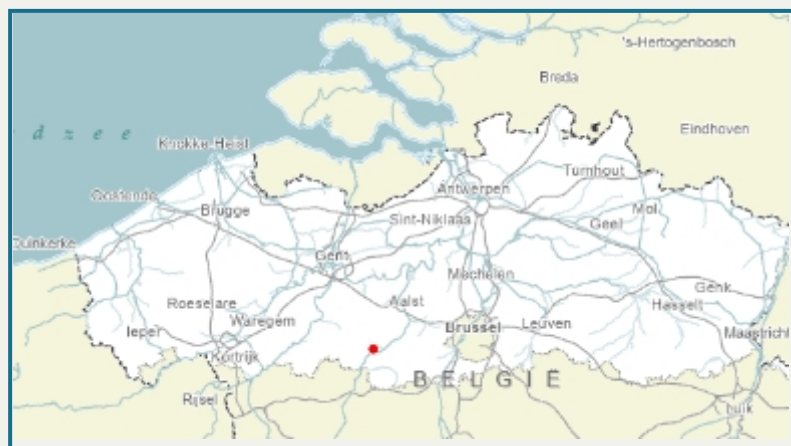 's-Hertogenbosch
Breda
d z e e
Eindhoven
Knokke-Heist
Turnhout
Antwerpen
Oostende
Mol
Brugge
Sint-Niklaas
Geel
Duinkerke
Gent
Mechelen
Genk
Roeselare
Aalst
Hasselt
Waregem
Ieper
Brussel
Leuven
Maastricht
Kortrijk
BELGIË
Rijsel
Luik